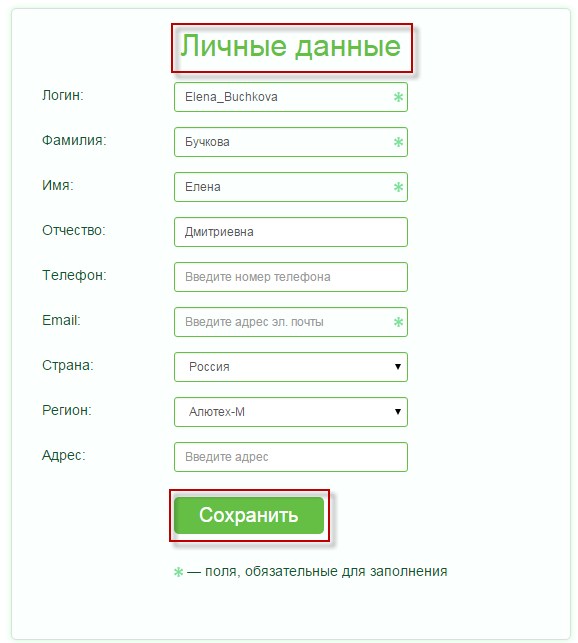 Личные данные
Логин: Elena_Buchkova *
Фамилия: Бучкова *
Имя: Елена *
Отчество: Дмитриевна
Телефон: Введите номер телефона
Email: Введите адрес эл. почты *
Страна: Россия
Регион: Алютех-М
Адрес: Введите адрес
Сохранить
* — поля, обязательные для заполнения